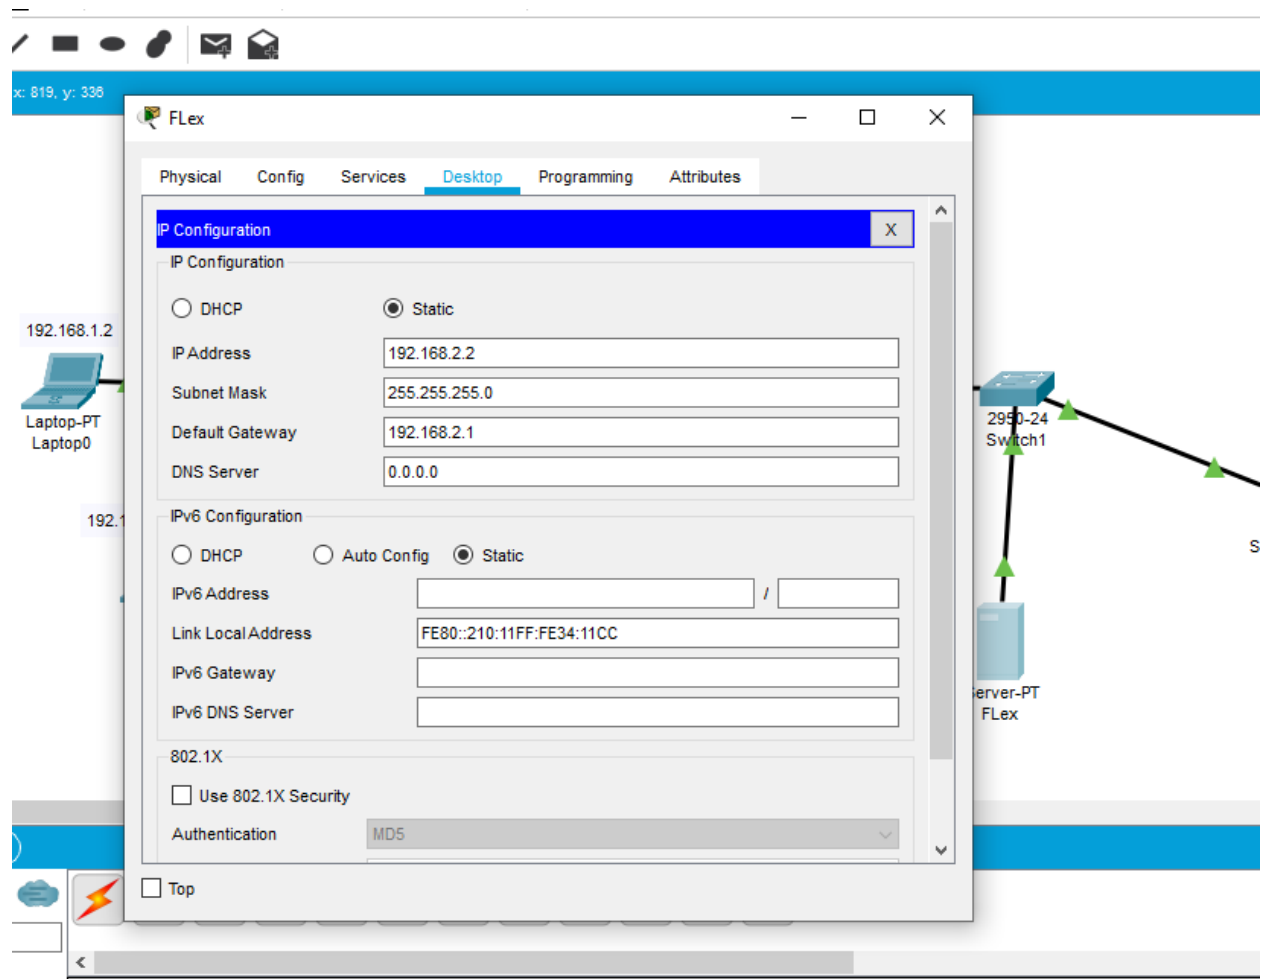 x: 819, y: 336
FLex
Physical Config Services Desktop Programming Attributes
IP Configuration X
IP Configuration
DHCP Static
IP Address 192.168.2.2
Subnet Mask 255.255.255.0
Default Gateway 192.168.2.1
DNS Server 0.0.0.0
IPv6 Configuration
DHCP Auto Config Static
IPv6 Address /
Link Local Address FE80::210:11FF:FE34:11CC
IPv6 Gateway
IPv6 DNS Server
802.1X
Use 802.1X Security
Authentication MD5
Top
192.168.1.2
Laptop-PT
Laptop0
192.1
2950-24
Switch1
S
Server-PT
FLex